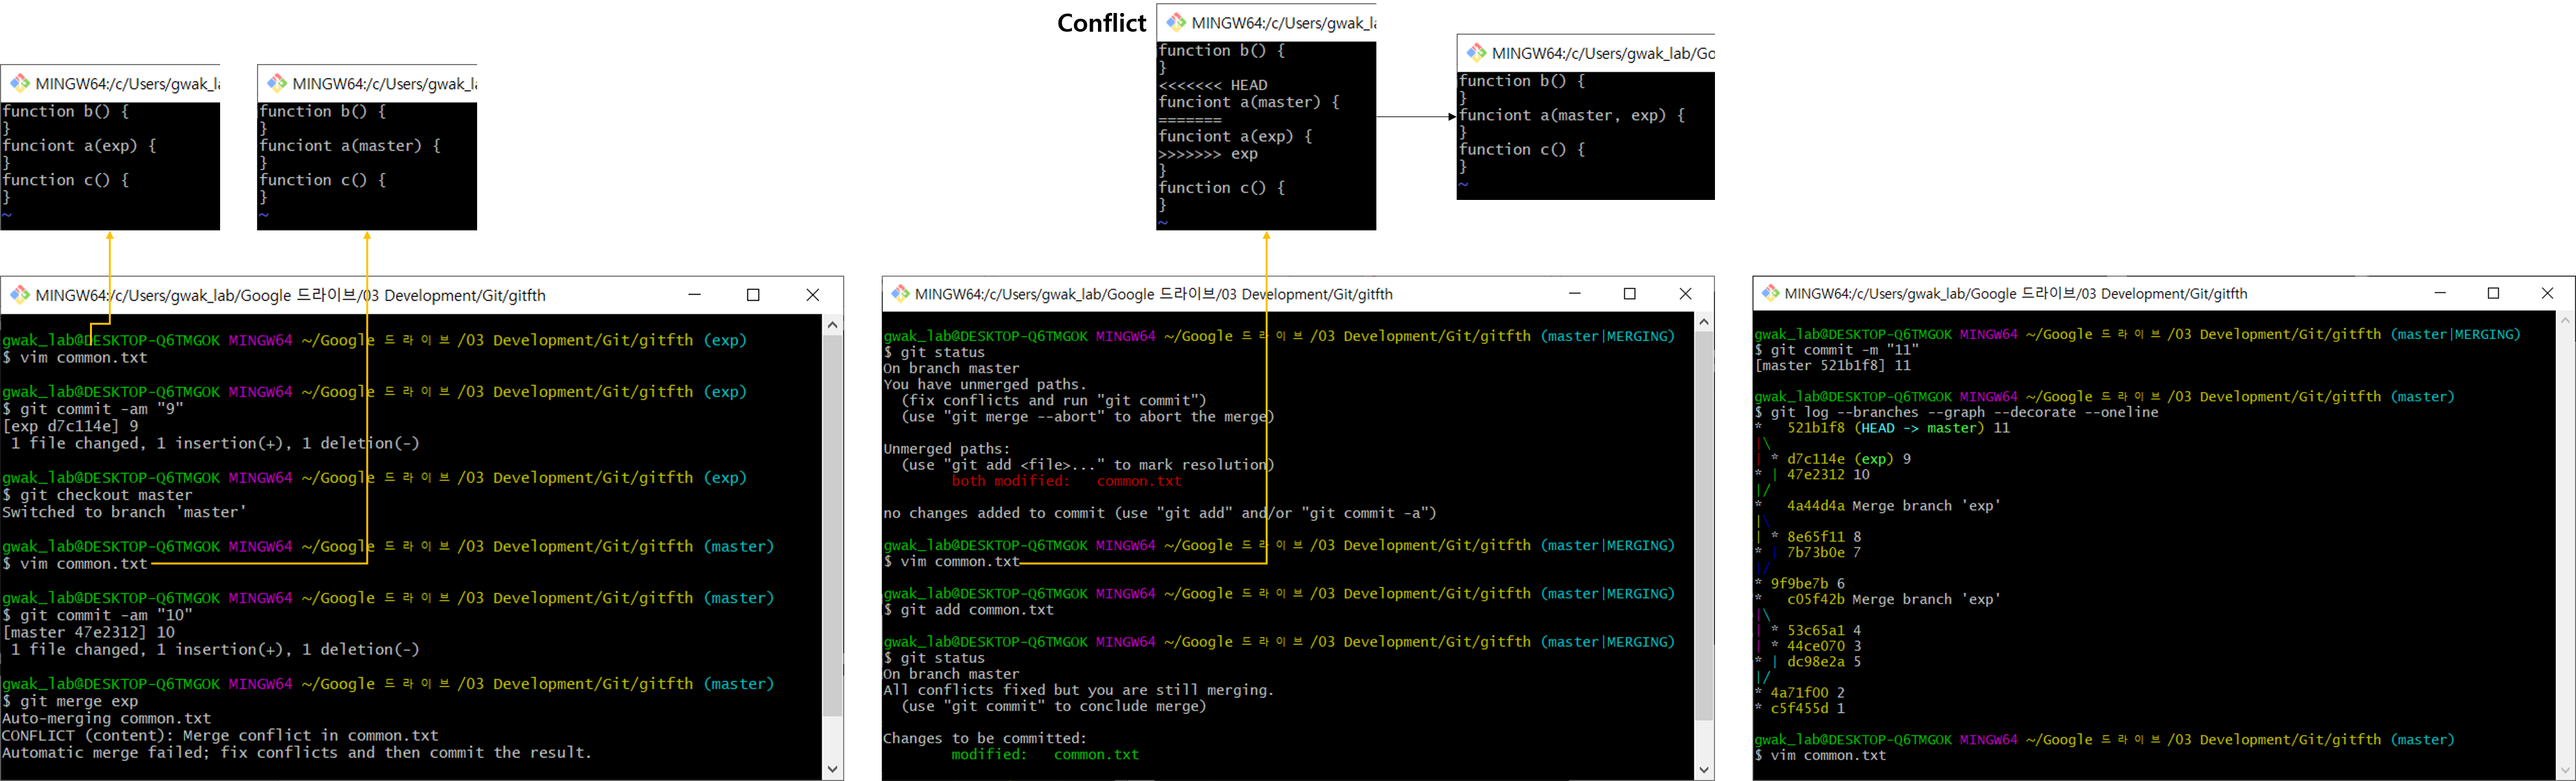 Conflict
MINGW64:/c/Users/gwak_la
function b() {
}
funciont a(exp) {
}
function c() {
}
~
MINGW64:/c/Users/gwak_la
function b() {
}
funciont a(master) {
}
function c() {
}
~
MINGW64:/c/Users/gwak_la
function b() {
}
<<<<<<< HEAD
funciont a(master) {
=======
funciont a(exp) {
>>>>>>> exp
}
function c() {
}
~
MINGW64:/c/Users/gwak_lab/Go
function b() {
}
funciont a(master, exp) {
}
function c() {
}
~
MINGW64:/c/Users/gwak_lab/Google 드라이브/03 Development/Git/gitfth
gwak_lab@DESKTOP-Q6TMGOK MINGW64 ~/Google 드라이브/03 Development/Git/gitfth (exp)
$ vim common.txt
gwak_lab@DESKTOP-Q6TMGOK MINGW64 ~/Google 드라이브/03 Development/Git/gitfth (exp)
$ git commit -am "9"
[exp d7c114e] 9
1 file changed, 1 insertion(+), 1 deletion(-)
gwak_lab@DESKTOP-Q6TMGOK MINGW64 ~/Google 드라이브/03 Development/Git/gitfth (exp)
$ git checkout master
Switched to branch 'master'
gwak_lab@DESKTOP-Q6TMGOK MINGW64 ~/Google 드라이브/03 Development/Git/gitfth (master)
$ vim common.txt
gwak_lab@DESKTOP-Q6TMGOK MINGW64 ~/Google 드라이브/03 Development/Git/gitfth (master)
$ git commit -am "10"
[master 47e2312] 10
1 file changed, 1 insertion(+), 1 deletion(-)
gwak_lab@DESKTOP-Q6TMGOK MINGW64 ~/Google 드라이브/03 Development/Git/gitfth (master)
$ git merge exp
Auto-merging common.txt
CONFLICT (content): Merge conflict in common.txt
Automatic merge failed; fix conflicts and then commit the result.
MINGW64:/c/Users/gwak_lab/Google 드라이브/03 Development/Git/gitfth
gwak_lab@DESKTOP-Q6TMGOK MINGW64 ~/Google 드라이브/03 Development/Git/gitfth (master|MERGING)
$ git status
On branch master
You have unmerged paths.
(fix conflicts and run "git commit")
(use "git merge --abort" to abort the merge)
Unmerged paths:
(use "git add <file>..." to mark resolution)
both modified:   common.txt
no changes added to commit (use "git add" and/or "git commit -a")
gwak_lab@DESKTOP-Q6TMGOK MINGW64 ~/Google 드라이브/03 Development/Git/gitfth (master|MERGING)
$ vim common.txt
gwak_lab@DESKTOP-Q6TMGOK MINGW64 ~/Google 드라이브/03 Development/Git/gitfth (master|MERGING)
$ git add common.txt
gwak_lab@DESKTOP-Q6TMGOK MINGW64 ~/Google 드라이브/03 Development/Git/gitfth (master|MERGING)
$ git status
On branch master
All conflicts fixed but you are still merging.
(use "git commit" to conclude merge)
Changes to be committed:
modified:   common.txt
MINGW64:/c/Users/gwak_lab/Google 드라이브/03 Development/Git/gitfth
gwak_lab@DESKTOP-Q6TMGOK MINGW64 ~/Google 드라이브/03 Development/Git/gitfth (master|MERGING)
$ git commit -m "11"
[master 521b1f8] 11
gwak_lab@DESKTOP-Q6TMGOK MINGW64 ~/Google 드라이브/03 Development/Git/gitfth (master)
$ git log --branches --graph --decorate --oneline
*   521b1f8 (HEAD -> master) 11
|\
| * d7c114e (exp) 9
* | 47e2312 10
|/
*   4a44d4a Merge branch 'exp'
|\
| * 8e65f11 8
* | 7b73b0e 7
|/
* 9f9be7b 6
*   c05f42b Merge branch 'exp'
|\
| * 53c65a1 4
| * 44ce070 3
* | dc98e2a 5
|/
* 4a71f00 2
* c5f455d 1
gwak_lab@DESKTOP-Q6TMGOK MINGW64 ~/Google 드라이브/03 Development/Git/gitfth (master)
$ vim common.txt